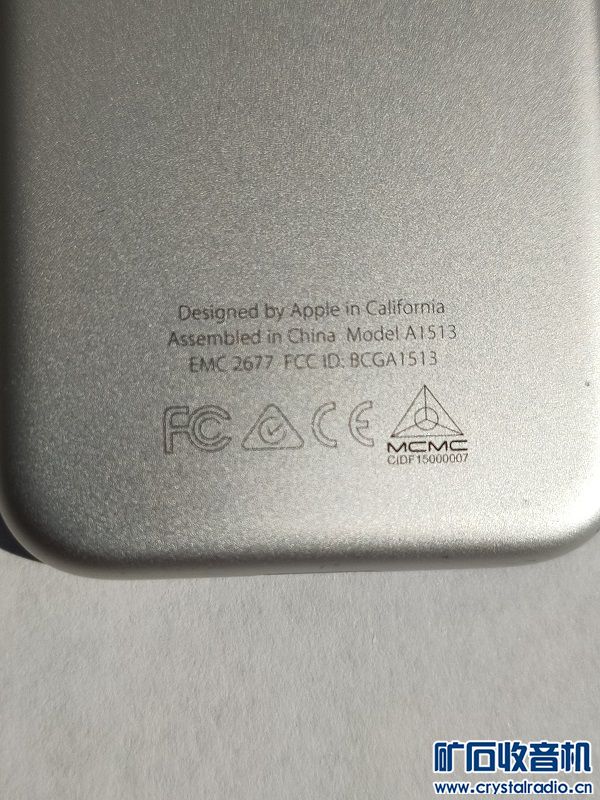 Designed by Apple in California
Assembled in China Model A1513
EMC 2677 FCC ID: BCGA1513
FC CE
MCMC
CIDF15000007
矿石收音机
www.crystalradio.cn